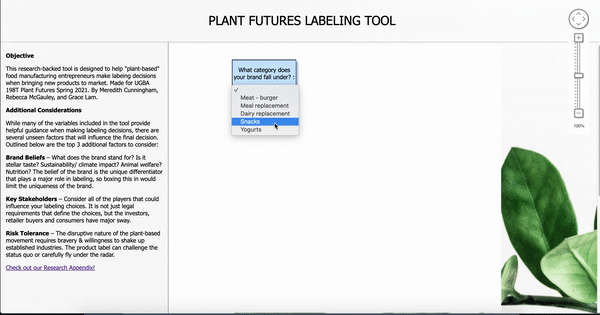 PLANT FUTURES LABELING TOOL
Objective
This research-backed tool is designed to help "plant-based"
food manufacturing entrepreneurs make labeling decisions
when bringing new products to market. Made for UGBA
198T Plant Futures Spring 2021. By Meredith Cunningham,
Rebecca McGauley, and Grace Lam.
Additional Considerations
While many of the variables included in the tool provide
helpful guidance when making labeling decisions, there are
several unseen factors that will influence the final decision.
Outlined below are the top 3 additional factors to consider:
Brand Beliefs – What does the brand stand for? Is it
stellar taste? Sustainability/ climate impact? Animal welfare?
Nutrition? The belief of the brand is the unique differentiator
that plays a major role in labeling, so boxing this in would
limit the uniqueness of the brand.
Key Stakeholders – Consider all of the players that could
influence your labeling choices. It is not just legal
requirements that define the choices, but the investors,
retailer buyers and consumers have major sway.
Risk Tolerance – The disruptive nature of the plant-based
movement requires bravery & willingness to shake up
established industries. The product label can challenge the
status quo or carefully fly under the radar.
Check out our Research Appendix!
What category does
your brand fall under? :
Meat - burger
Meal replacement
Dairy replacement
Snacks
Yogurts
100%